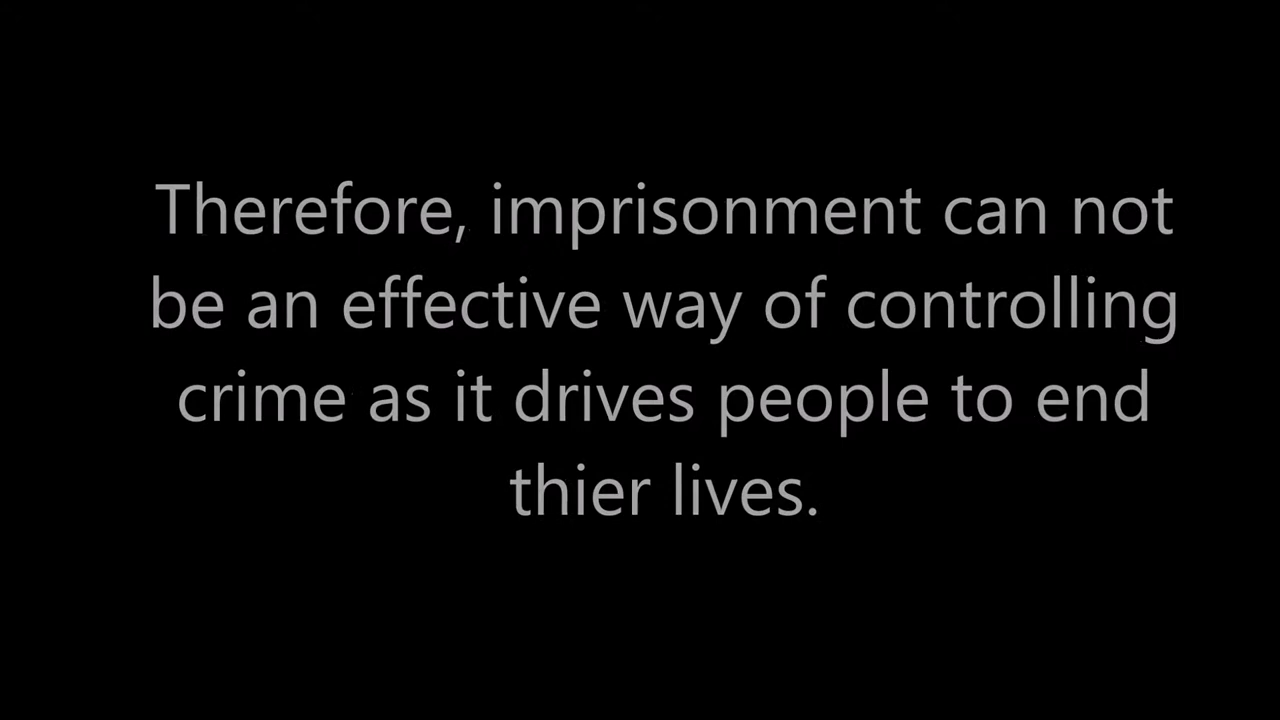 Therefore, imprisonment can not
be an effective way of controlling
crime as it drives people to end
thier lives.